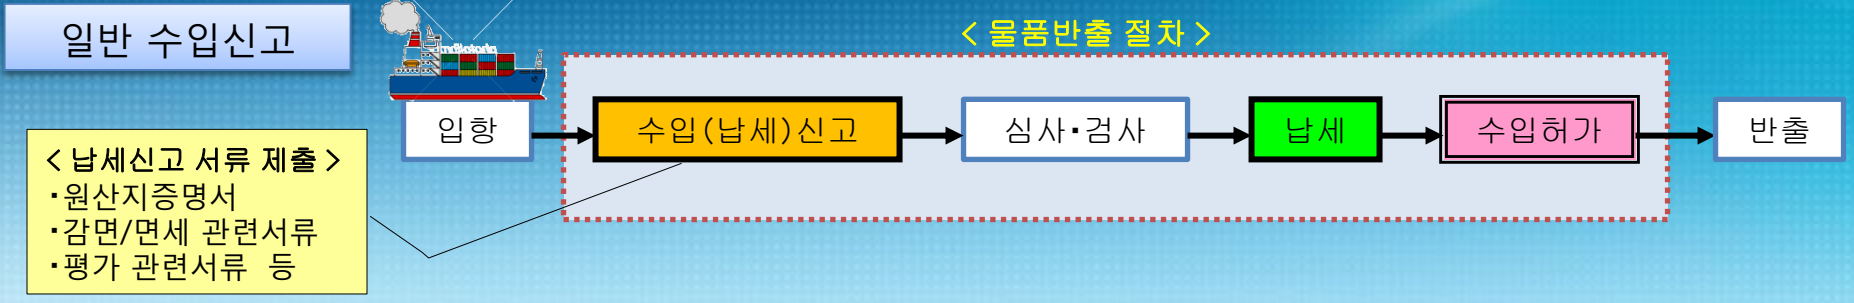 일반 수입신고
< 물품반출 절차 >
입항
수입(납세)신고
심사▪검사
납세
수입허가
반출
< 납세신고 서류 제출 >
▪원산지증명서
▪감면/면세 관련서류
▪평가 관련서류 등